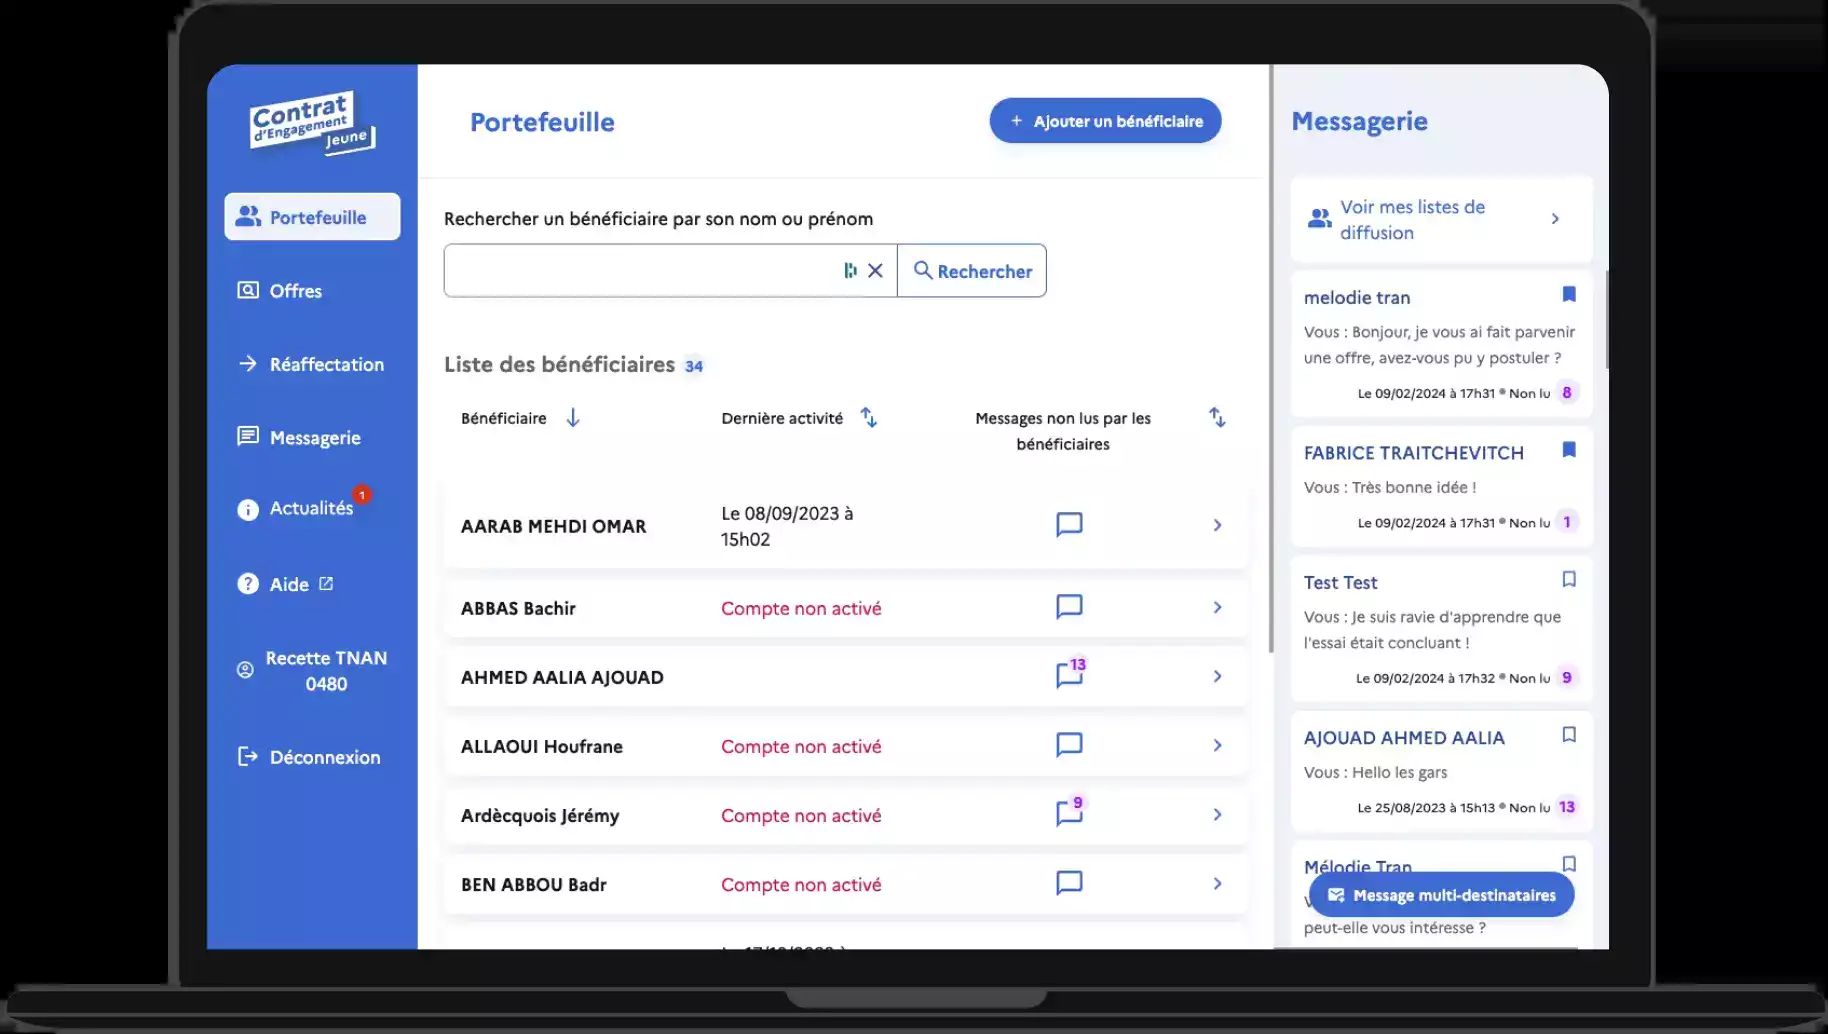 Contrat
d'Engagement
Jeune
Portefeuille
Offres
Réaffectation
Messagerie
Actualités
1
Aide
Recette TNAN
0480
Déconnexion
Portefeuille
+ Ajouter un bénéficiaire
Rechercher un bénéficiaire par son nom ou prénom
Rechercher
Liste des bénéficiaires 34
Bénéficiaire
Dernière activité
Messages non lus par les
bénéficiaires
AARAB MEHDI OMAR
Le 08/09/2023 à
15h02
ABBAS Bachir
Compte non activé
AHMED AALIA AJOUAD
13
ALLAOUI Houfrane
Compte non activé
Ardècquois Jérémy
Compte non activé
9
BEN ABBOU Badr
Compte non activé
Messagerie
Voir mes listes de
diffusion
melodie tran
Vous : Bonjour, je vous ai fait parvenir
une offre, avez-vous pu y postuler ?
Le 09/02/2024 à 17h31 • Non lu 8
FABRICE TRAITCHEVITCH
Vous : Très bonne idée !
Le 09/02/2024 à 17h31 • Non lu 1
Test Test
Vous : Je suis ravie d'apprendre que
l'essai était concluant !
Le 09/02/2024 à 17h32 • Non lu 9
AJOUAD AHMED AALIA
Vous : Hello les gars
Le 25/08/2023 à 15h13 • Non lu 13
Mélodie Tran
Message multi-destinataires
peut-elle vous intéresse ?